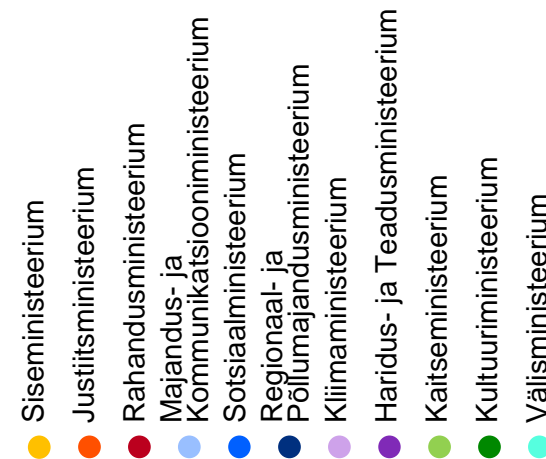 Siseministeerium
Justiitsministeerium
Rahandusministeerium
Majandus- ja
Kommunikatsiooniministeerium
Sotsiaalministeerium
Regionaal- ja
Põllumajandusministeerium
Kliimaministeerium
Haridus- ja Teadusministeerium
Kaitseministeerium
Kultuuriministeerium
Välisministeerium